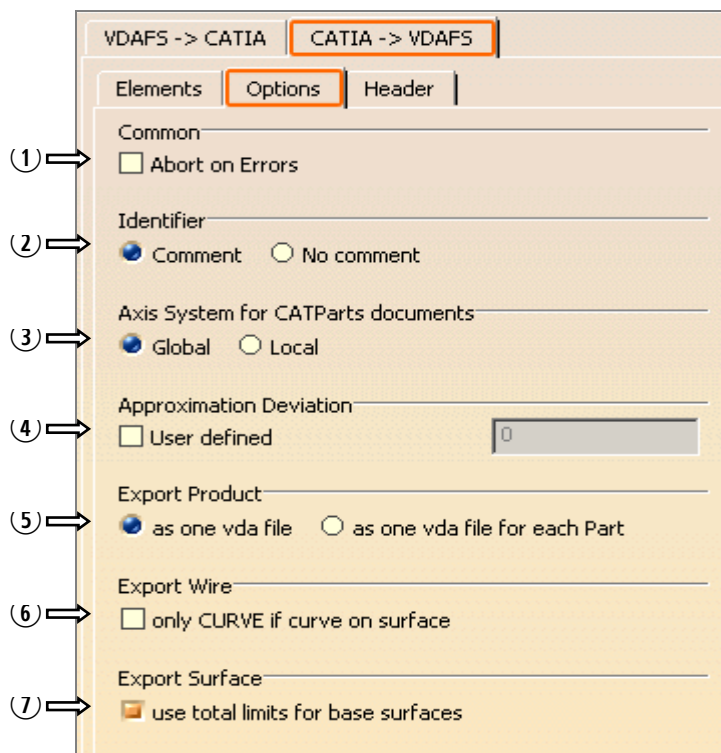 VDAFS -> CATIA CATIA -> VDAFS
Elements Options Header
Common
(1) Abort on Errors
Identifier
(2) Comment No comment
Axis System for CATParts documents
(3) Global Local
Approximation Deviation
(4) User defined 0
Export Product
(5) as one vda file as one vda file for each Part
Export Wire
(6) only CURVE if curve on surface
Export Surface
(7) use total limits for base surfaces